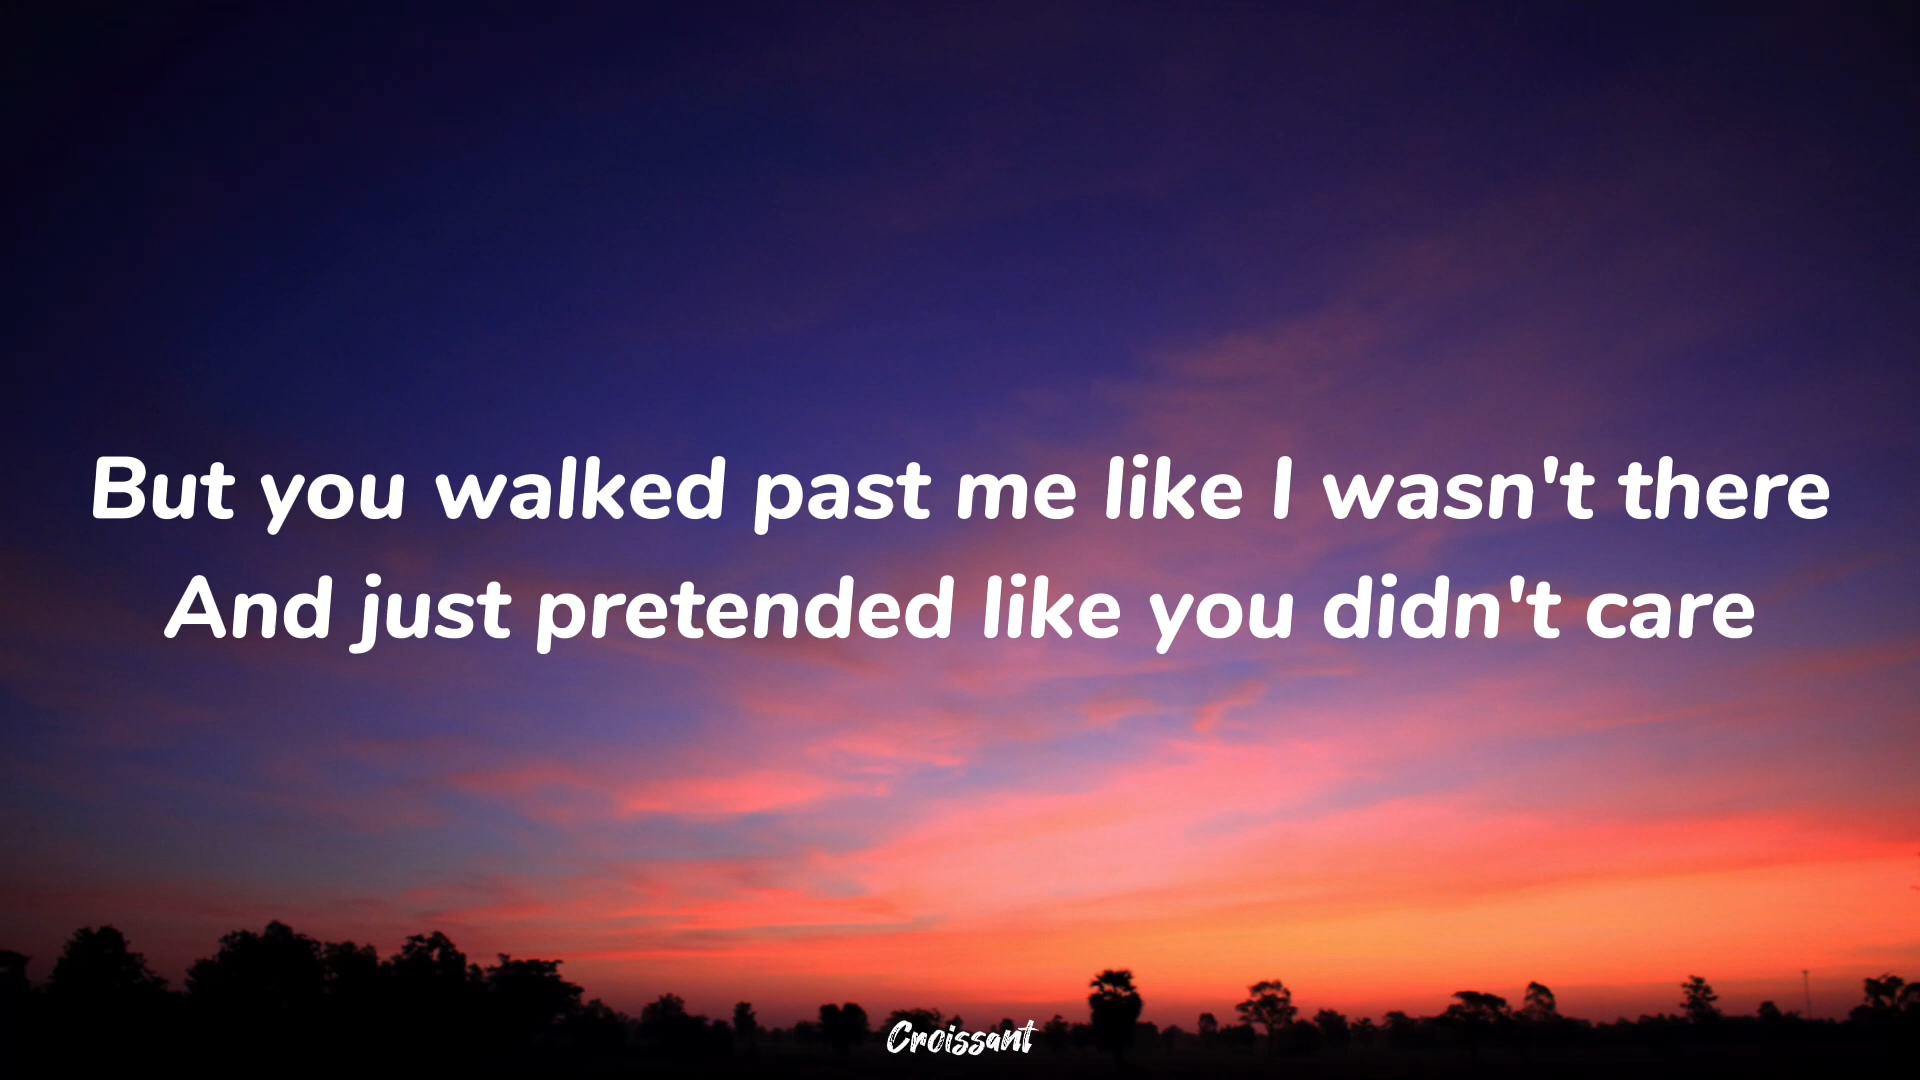 But you walked past me like I wasn't there
And just pretended like you didn't care
Croissant